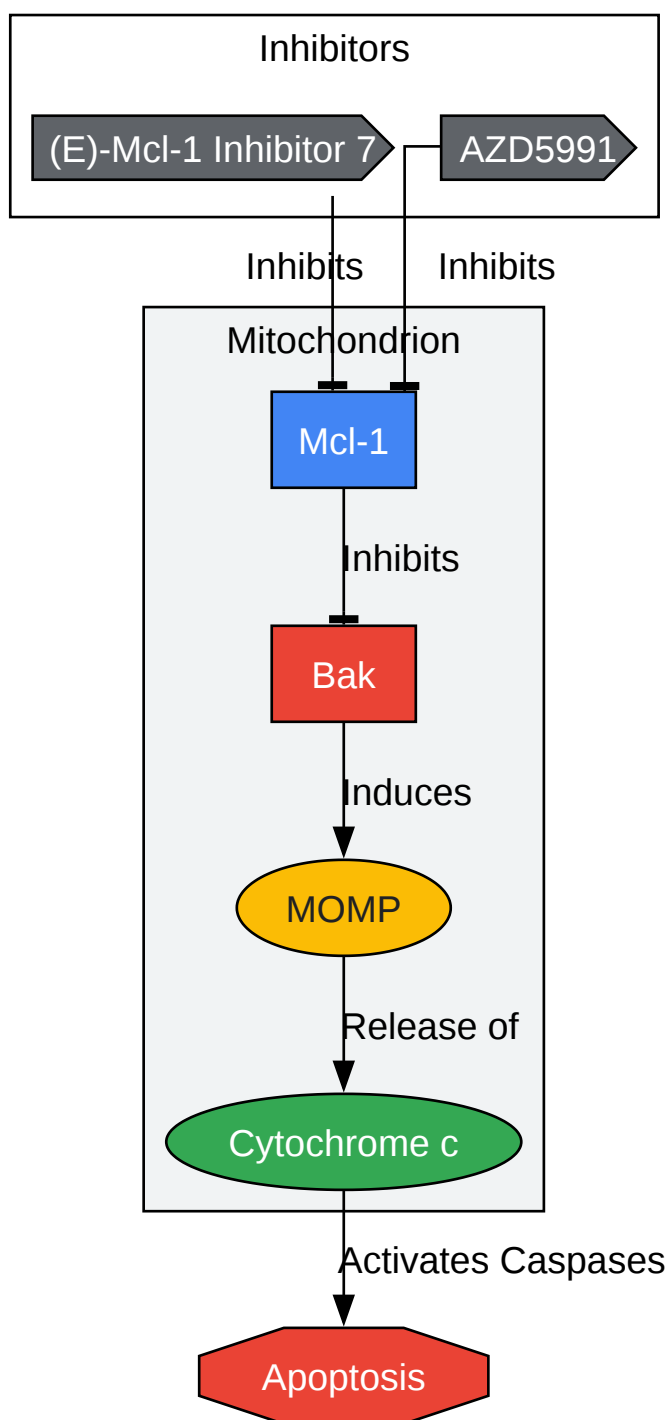 Inhibitors
(E)-Mcl-1 Inhibitor 7
AZD5991
Inhibits
Inhibits
Mitochondrion
Mcl-1
Inhibits
Bak
Induces
MOMP
Release of
Cytochrome c
Activates Caspases
Apoptosis